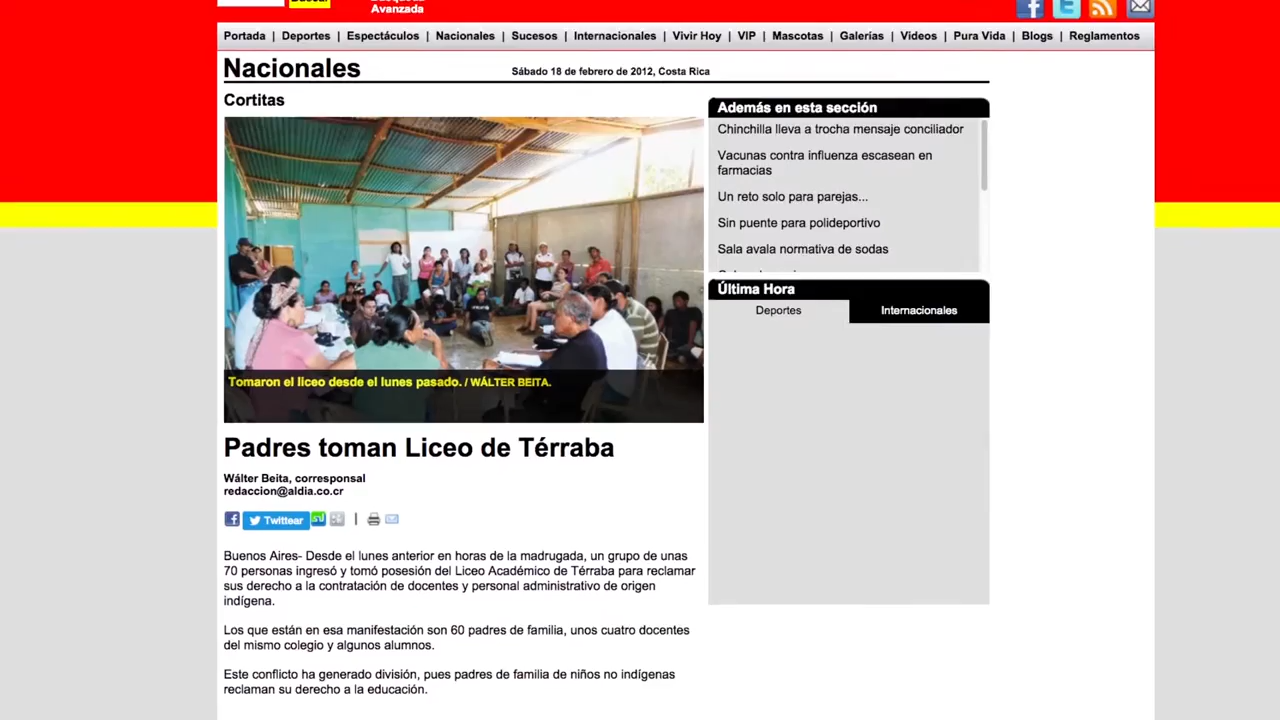 Avanzada
Portada | Deportes | Espectáculos | Nacionales | Sucesos | Internacionales | Vivir Hoy | VIP | Mascotas | Galerías | Videos | Pura Vida | Blogs | Reglamentos
Nacionales
Sábado 18 de febrero de 2012, Costa Rica
Cortitas
Tomaron el liceo desde el lunes pasado. / WÁLTER BEITA.
Padres toman Liceo de Térraba
Wálter Beita, corresponsal
redaccion@aldia.co.cr
Twittear
Buenos Aires- Desde el lunes anterior en horas de la madrugada, un grupo de unas
70 personas ingresó y tomó posesión del Liceo Académico de Térraba para reclamar
sus derecho a la contratación de docentes y personal administrativo de origen
indígena.
Los que están en esa manifestación son 60 padres de familia, unos cuatro docentes
del mismo colegio y algunos alumnos.
Este conflicto ha generado división, pues padres de familia de niños no indígenas
reclaman su derecho a la educación.
Además en esta sección
Chinchilla lleva a trocha mensaje conciliador
Vacunas contra influenza escasean en
farmacias
Un reto solo para parejas...
Sin puente para polideportivo
Sala avala normativa de sodas
Última Hora
Deportes
Internacionales